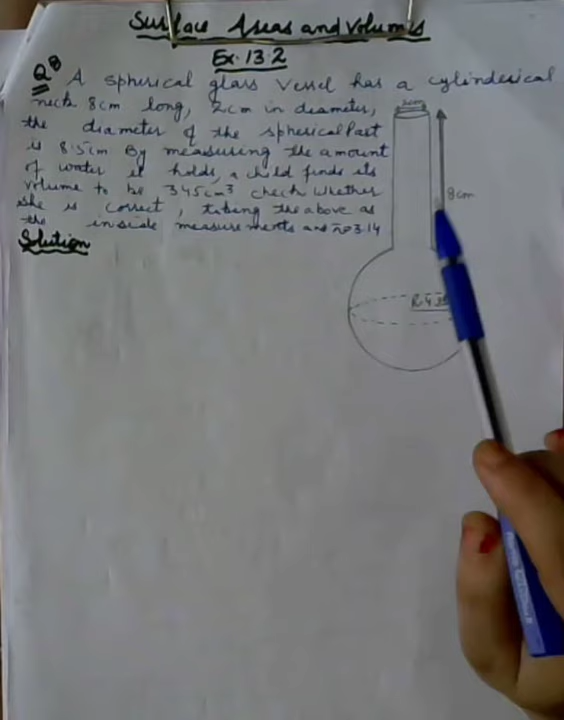 Surface Areas and Volumes
Ex. 13.2
Q8 A spherical glass vessel has a cylinderical
neck 8cm long, 2cm in diameter,
the diameter of the spherical Part
is 8.5cm By measuring the amount
of water it holds, a child finds its
volume to be 345cm³ check Whether
she is correct, taking the above as
the inside measurements and π=3.14
Solution
2cm
8cm